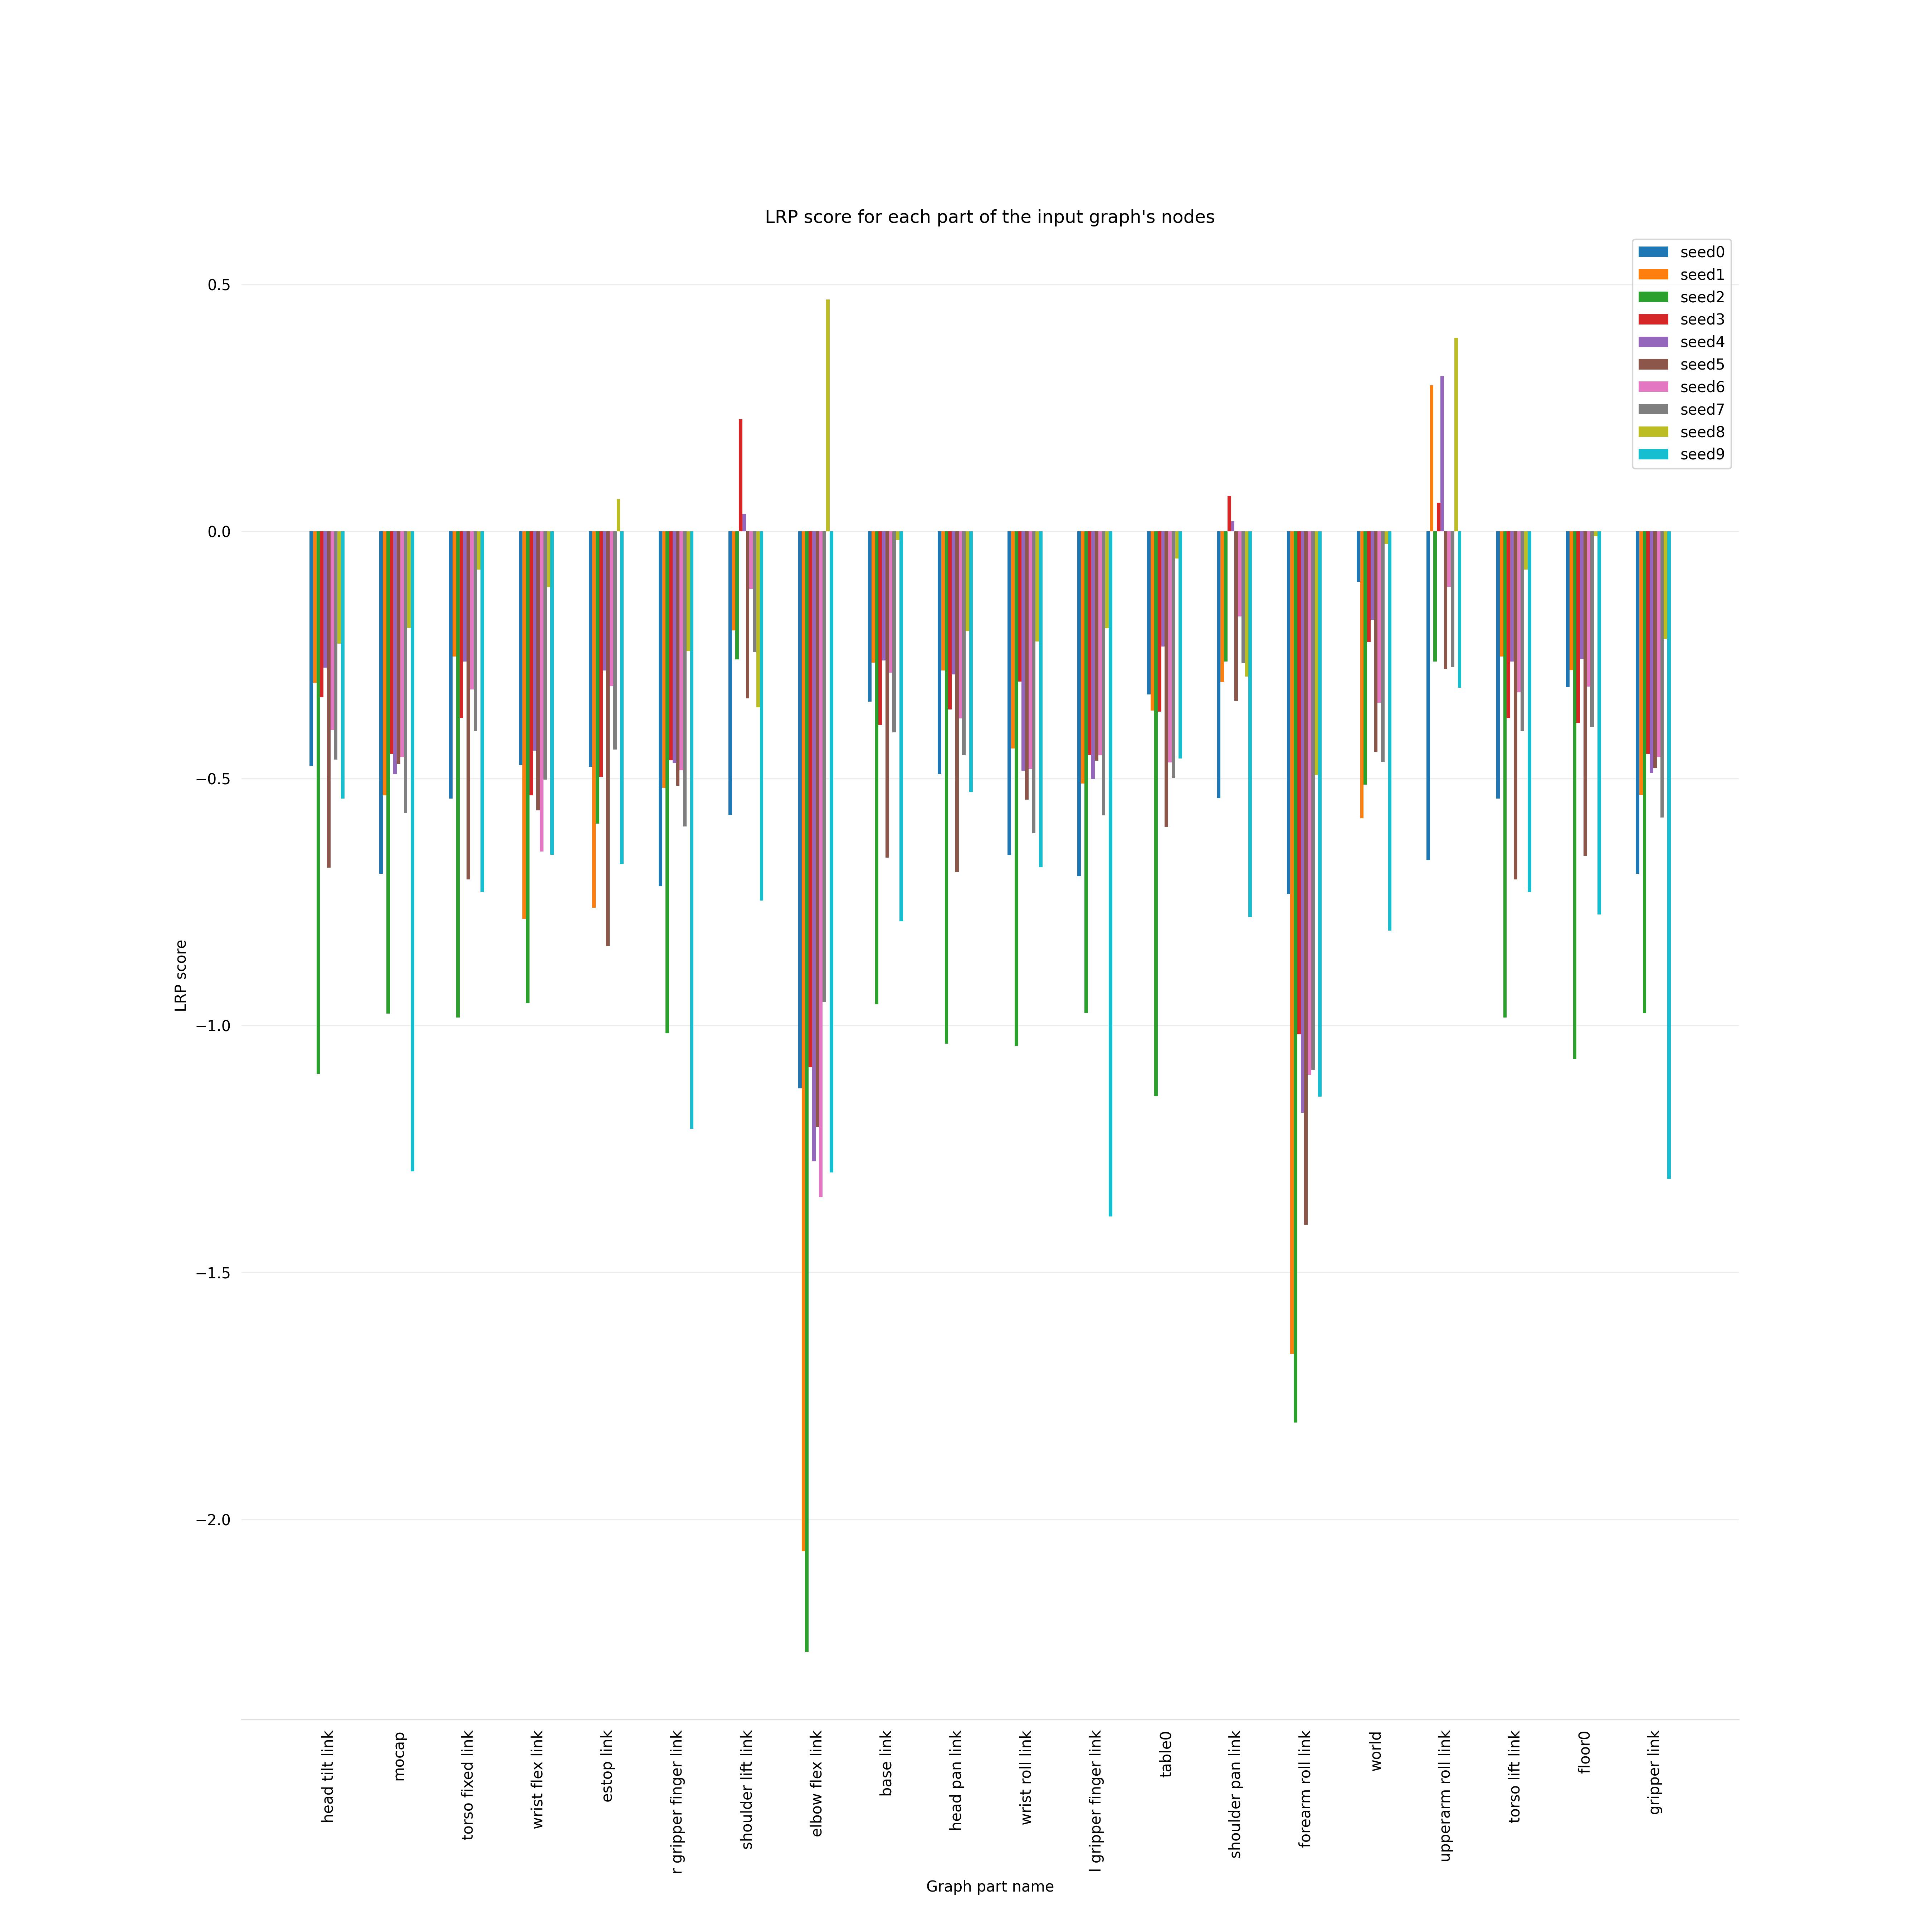 LRP score for each part of the input graph's nodes
seed0
seed1
seed2
seed3
seed4
seed5
seed6
seed7
seed8
seed9
0.5
0.0
−0.5
−1.0
−1.5
−2.0
LRP score
head tilt link
mocap
torso fixed link
wrist flex link
estop link
r gripper finger link
shoulder lift link
elbow flex link
base link
head pan link
wrist roll link
l gripper finger link
table0
shoulder pan link
forearm roll link
world
upperarm roll link
torso lift link
floor0
gripper link
Graph part name